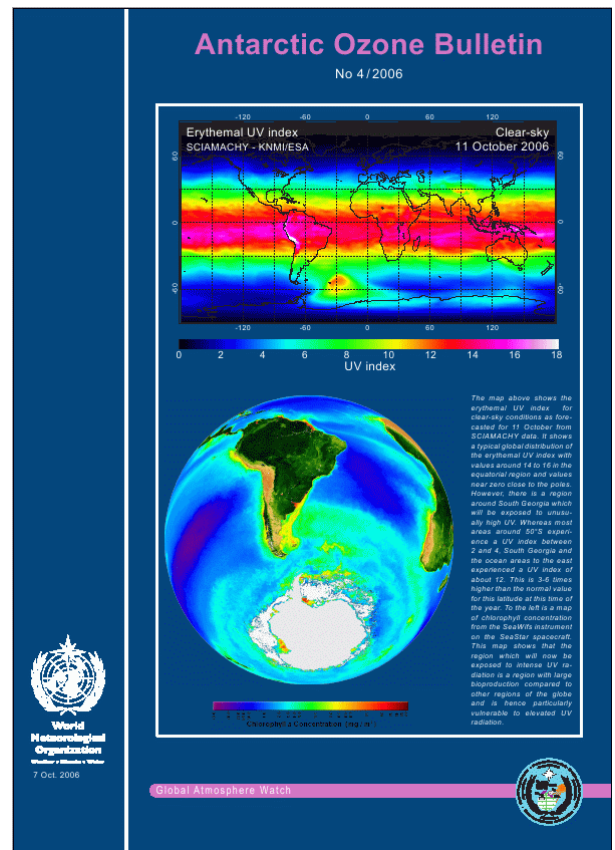 Antarctic Ozone Bulletin
No 4/2006
-120 -60 0 60 120
Erythemal UV index
Clear-sky
SCIAMACHY - KNMI/ESA
11 October 2006
60 60
0 0
-60 -60
-120 -60 0 60 120
0 2 4 6 8 10 12 14 16 18
UV index
The map above shows the
erythemal UV index for
clear-sky conditions as fore-
casted for 11 October from
SCIAMACHY data. It shows
a typical global distribution of
the erythemal UV index with
values around 14 to 16 in the
equatorial region and values
near zero close to the poles.
However, there is a region
around South Georgia which
will be exposed to unusu-
ally high UV. Whereas most
areas around 50°S experi-
ence a UV index between
2 and 4, South Georgia and
the ocean areas to the east
experienced a UV index of
about 12. This is 3-6 times
higher than the normal value
for this latitude at this time of
the year. To the left is a map
of chlorophyll concentration
from the SeaWifs instrument
on the SeaStar spacecraft.
This map shows that the
region which will now be
exposed to intense UV ra-
diation is a region with large
bioproduction compared to
other regions of the globe
and is hence particularly
vulnerable to elevated UV
radiation.
Chlorophyll a Concentration
World
Meteorological
Organization
Weather • Climate • Water
7 Oct. 2006
Global Atmosphere Watch